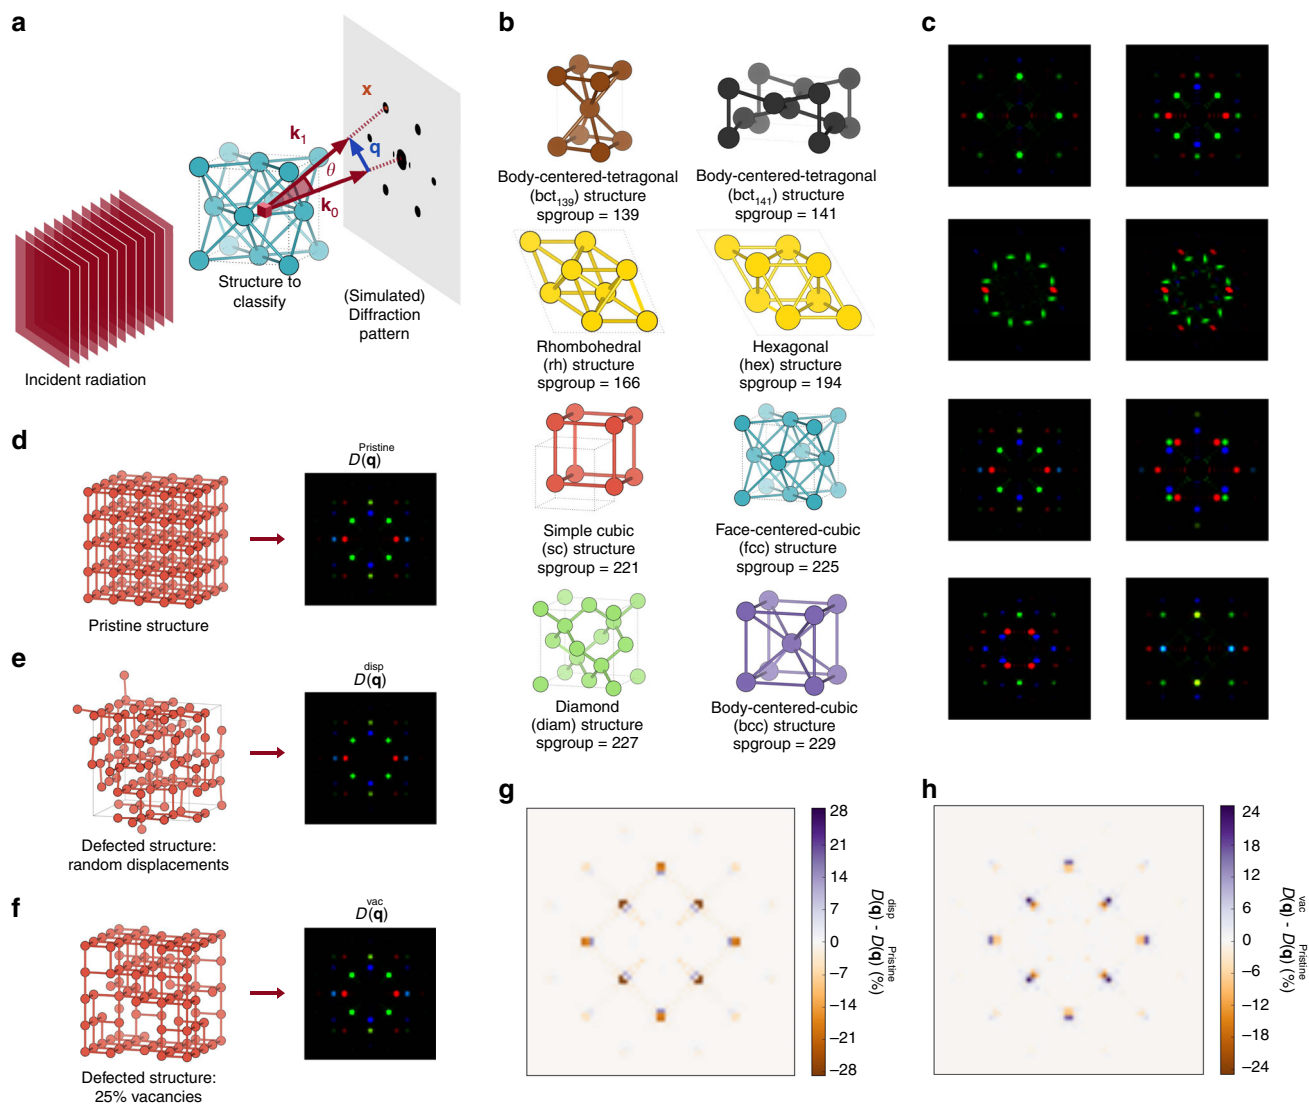 a
x
k1
q
θ
k0
Structure to
classify
(Simulated)
Diffraction
pattern
Incident radiation
b
Body-centered-tetragonal
(bct139) structure
spgroup = 139
Body-centered-tetragonal
(bct141) structure
spgroup = 141
Rhombohedral
(rh) structure
spgroup = 166
Hexagonal
(hex) structure
spgroup = 194
Simple cubic
(sc) structure
spgroup = 221
Face-centered-cubic
(fcc) structure
spgroup = 225
Diamond
(diam) structure
spgroup = 227
Body-centered-cubic
(bcc) structure
spgroup = 229
c
d
Pristine
D(q)
Pristine structure
e
disp
D(q)
Defected structure:
random displacements
f
vac
D(q)
Defected structure:
25% vacancies
g
28
21
14
7
0
−7
−14
−21
−28
disp Pristine
D(q) - D(q) (%)
h
24
18
12
6
0
−6
−12
−18
−24
vac Pristine
D(q) - D(q) (%)